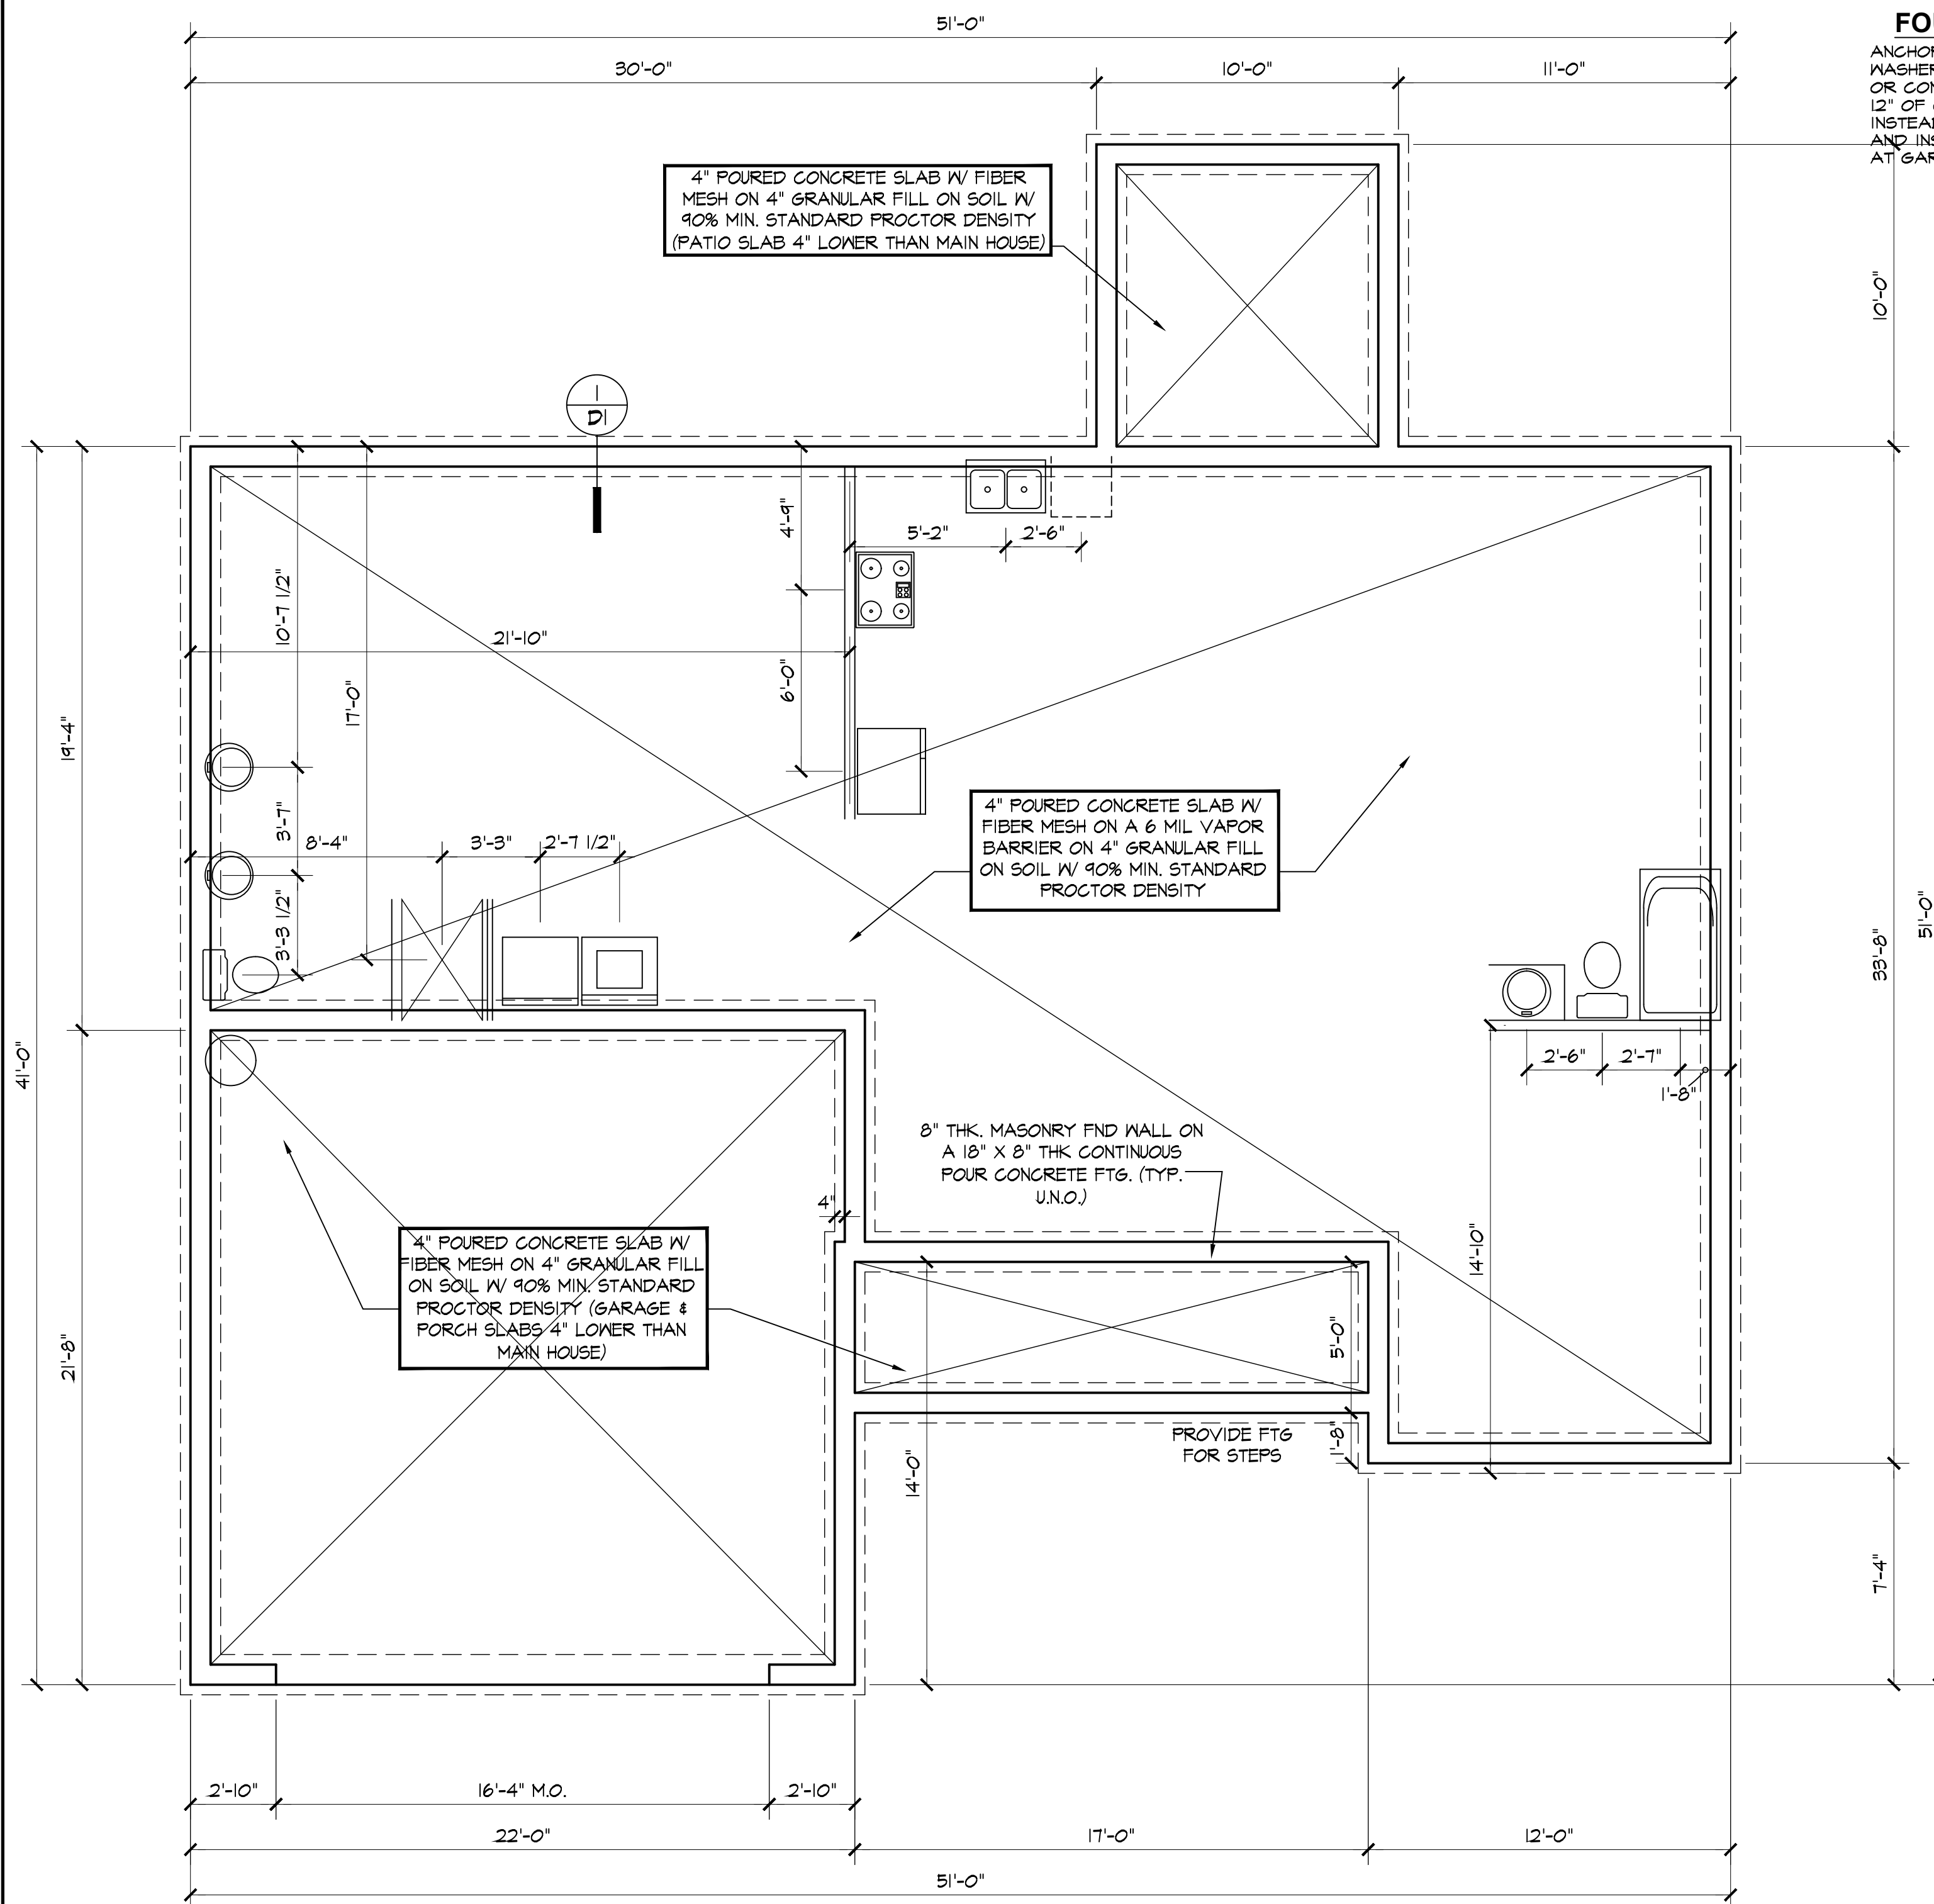 51'-0"
30'-0"
10'-0"
11'-0"
4" POURED CONCRETE SLAB W/ FIBER
MESH ON 4" GRANULAR FILL ON SOIL W/
90% MIN. STANDARD PROCTOR DENSITY
(PATIO SLAB 4" LOWER THAN MAIN HOUSE)
10'-0"
1
D1
4'-9"
5'-2"
2'-6"
10'-7 1/2"
21'-10"
6'-0"
17'-0"
19'-4"
3'-7"
8'-4"
3'-3"
2'-7 1/2"
3'-3 1/2"
4" POURED CONCRETE SLAB W/
FIBER MESH ON A 6 MIL VAPOR
BARRIER ON 4" GRANULAR FILL
ON SOIL W/ 90% MIN. STANDARD
PROCTOR DENSITY
51'-0"
33'-8"
41'-0"
2'-6"
2'-7"
1'-8"
8" THK. MASONRY FND WALL ON
A 18" X 8" THK CONTINUOUS
POUR CONCRETE FTG. (TYP.
U.N.O.)
4"
14'-10"
4" POURED CONCRETE SLAB W/
FIBER MESH ON 4" GRANULAR FILL
ON SOIL W/ 90% MIN. STANDARD
PROCTOR DENSITY (GARAGE &
PORCH SLABS 4" LOWER THAN
MAIN HOUSE)
21'-8"
5'-0"
1'-8"
PROVIDE FTG
FOR STEPS
14'-0"
7'-4"
2'-10"
16'-4" M.O.
2'-10"
22'-0"
17'-0"
12'-0"
51'-0"
FOU
ANCHOR
WASHER
OR CON
12" OF
INSTEAD
AND INS
AT GAR